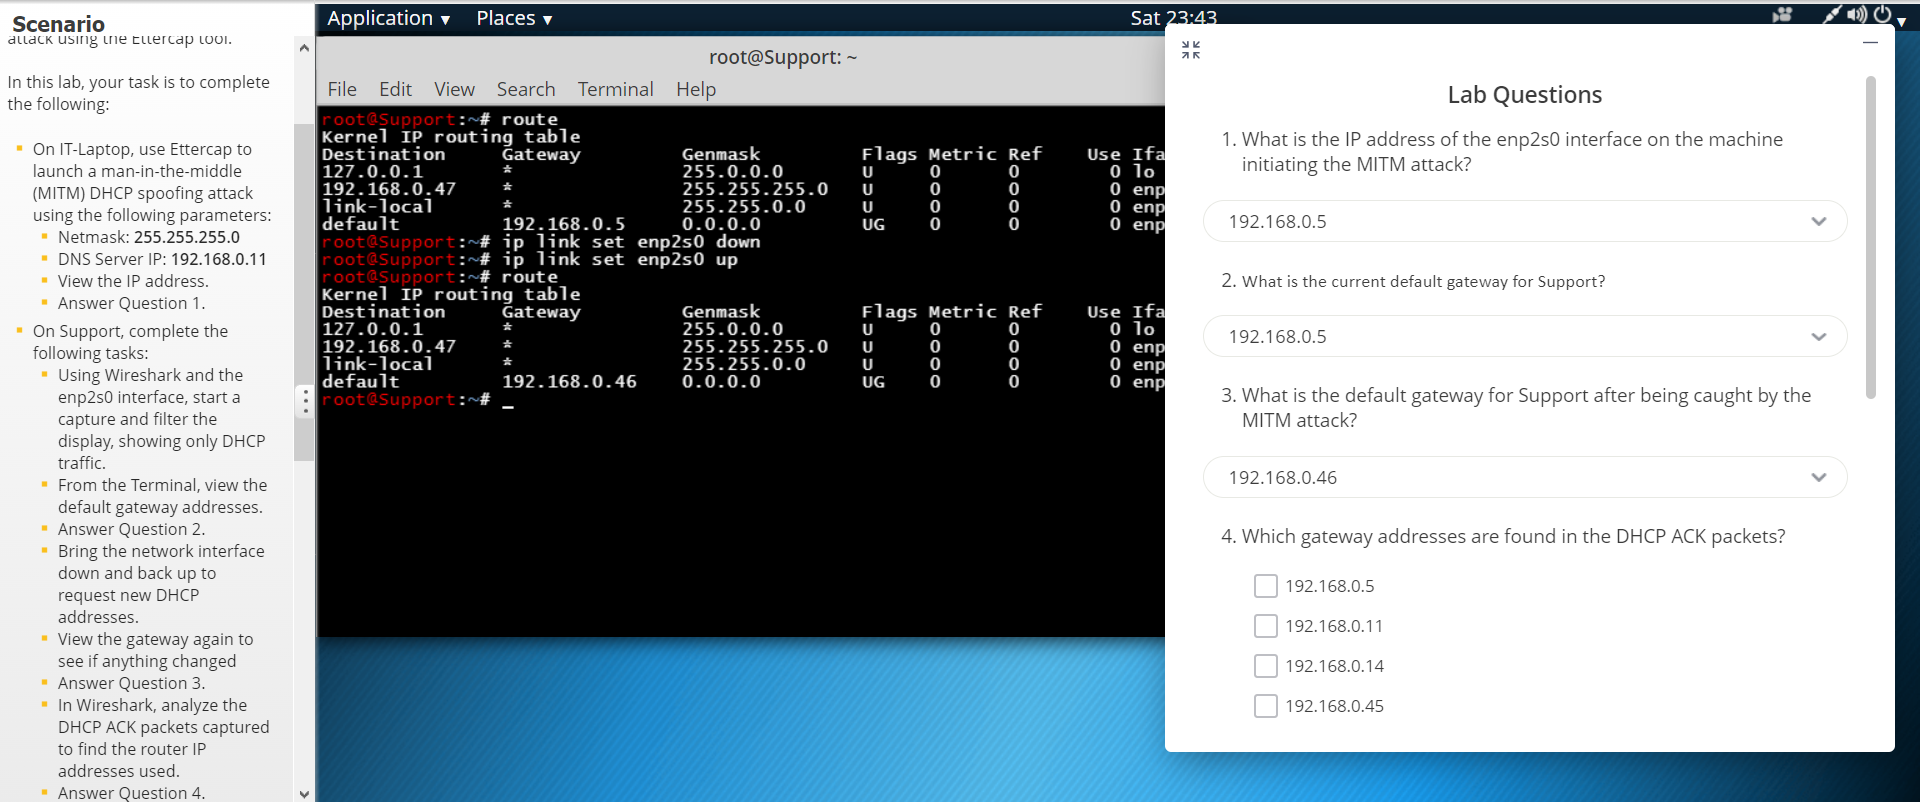 Scenario
attack using the Ettercap tool.
In this lab, your task is to complete
the following:
On IT-Laptop, use Ettercap to
launch a man-in-the-middle
(MITM) DHCP spoofing attack
using the following parameters:
Netmask: 255.255.255.0
DNS Server IP: 192.168.0.11
View the IP address.
Answer Question 1.
On Support, complete the
following tasks:
Using Wireshark and the
enp2s0 interface, start a
capture and filter the
display, showing only DHCP
traffic.
From the Terminal, view the
default gateway addresses.
Answer Question 2.
Bring the network interface
down and back up to
request new DHCP
addresses.
View the gateway again to
see if anything changed
Answer Question 3.
In Wireshark, analyze the
DHCP ACK packets captured
to find the router IP
addresses used.
Answer Question 4.
Application ▾ Places ▾ Sat 23:43
root@Support: ~
File Edit View Search Terminal Help
root@Support:~# route
Kernel IP routing table
Destination Gateway Genmask Flags Metric Ref Use Ifa
127.0.0.1 * 255.0.0.0 U 0 0 0 lo
192.168.0.47 * 255.255.255.0 U 0 0 0 enp
link-local * 255.255.0.0 U 0 0 0 enp
default 192.168.0.5 0.0.0.0 UG 0 0 0 enp
root@Support:~# ip link set enp2s0 down
root@Support:~# ip link set enp2s0 up
root@Support:~# route
Kernel IP routing table
Destination Gateway Genmask Flags Metric Ref Use Ifa
127.0.0.1 * 255.0.0.0 U 0 0 0 lo
192.168.0.47 * 255.255.255.0 U 0 0 0 enp
link-local * 255.255.0.0 U 0 0 0 enp
default 192.168.0.46 0.0.0.0 UG 0 0 0 enp
root@Support:~# _
Lab Questions
1. What is the IP address of the enp2s0 interface on the machine
initiating the MITM attack?
192.168.0.5
2. What is the current default gateway for Support?
192.168.0.5
3. What is the default gateway for Support after being caught by the
MITM attack?
192.168.0.46
4. Which gateway addresses are found in the DHCP ACK packets?
192.168.0.5
192.168.0.11
192.168.0.14
192.168.0.45